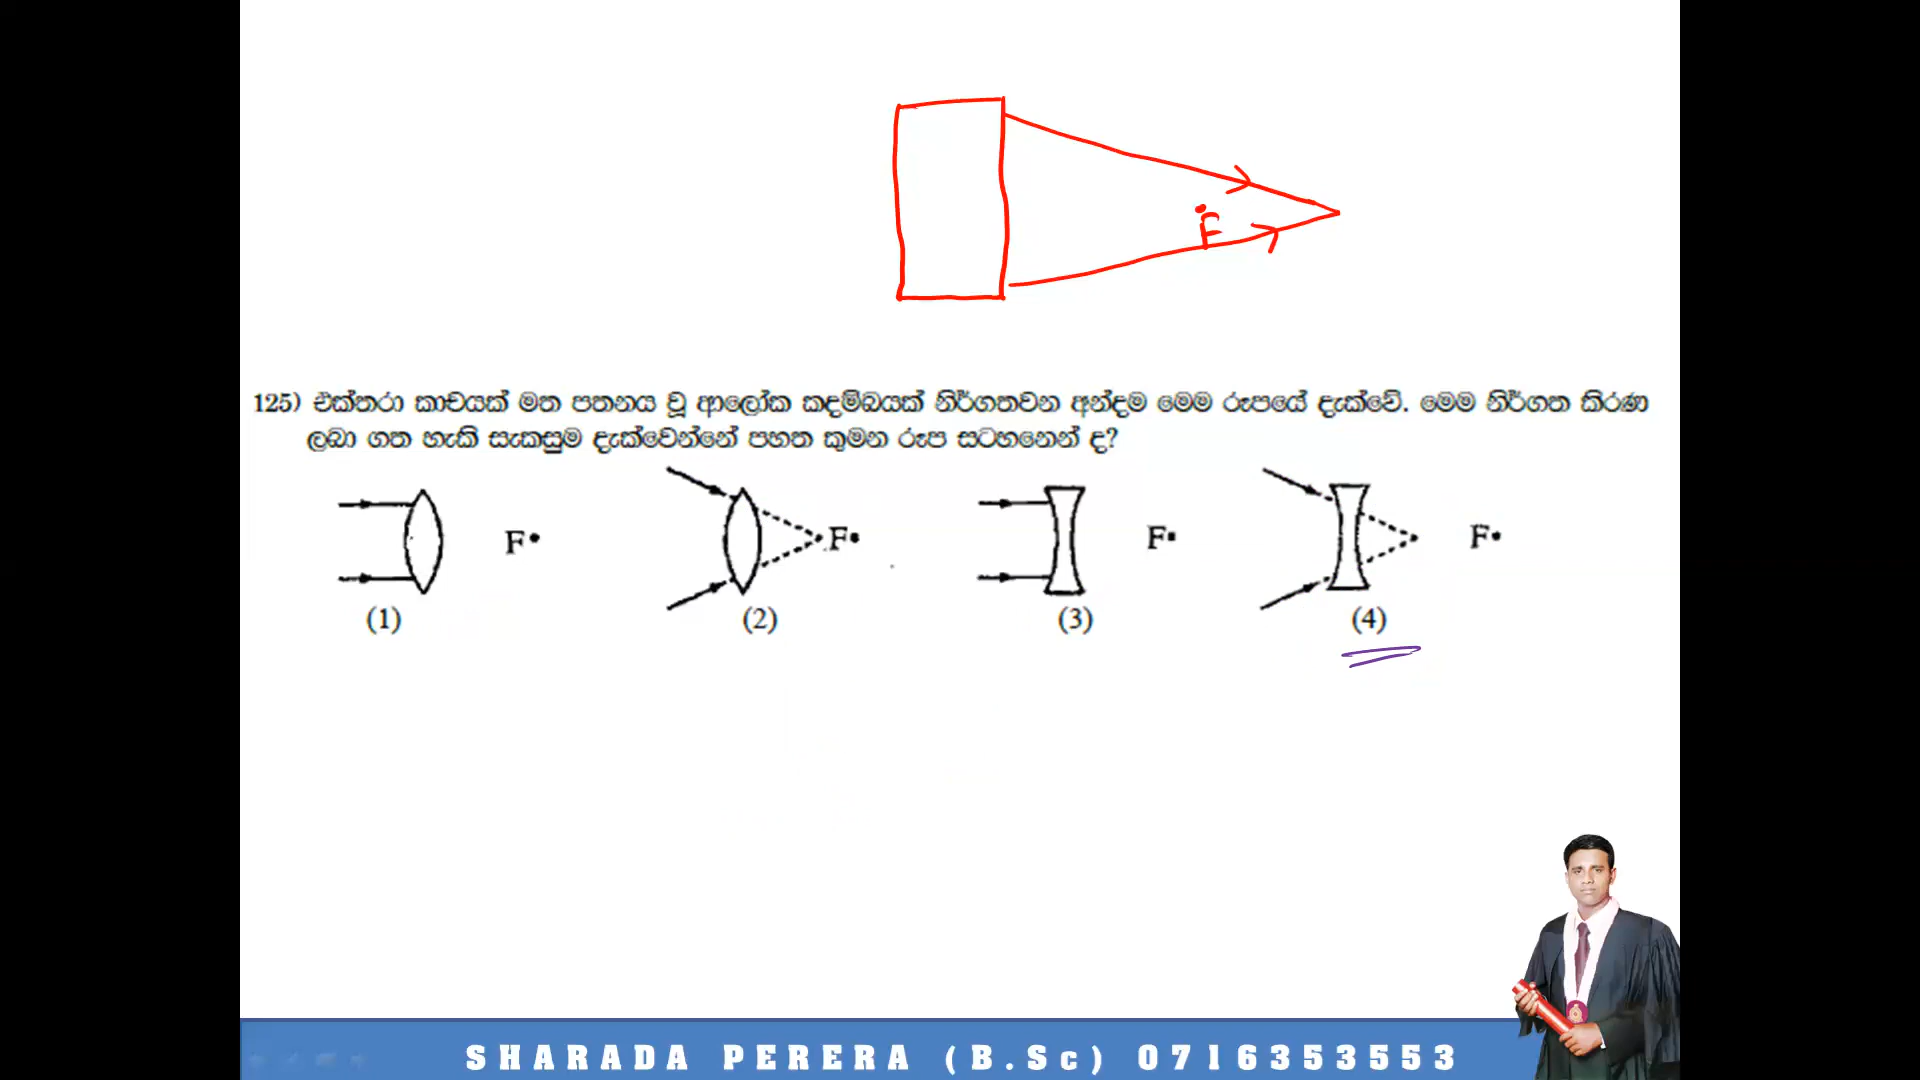 F
125) එක්තරා කාචයක් මත පතනය වූ ආලෝක කදම්බයක් නිර්ගතවන අන්දම මෙම රූපයේ දැක්වේ. මෙම නිර්ගත කිරණ
ලබා ගත හැකි සැකසුම දැක්වෙන්නේ පහත කුමන රූප සටහනෙන් ද?
F F F F
(1) (2) (3) (4)
SHARADA PERERA (B.Sc) 0716353553